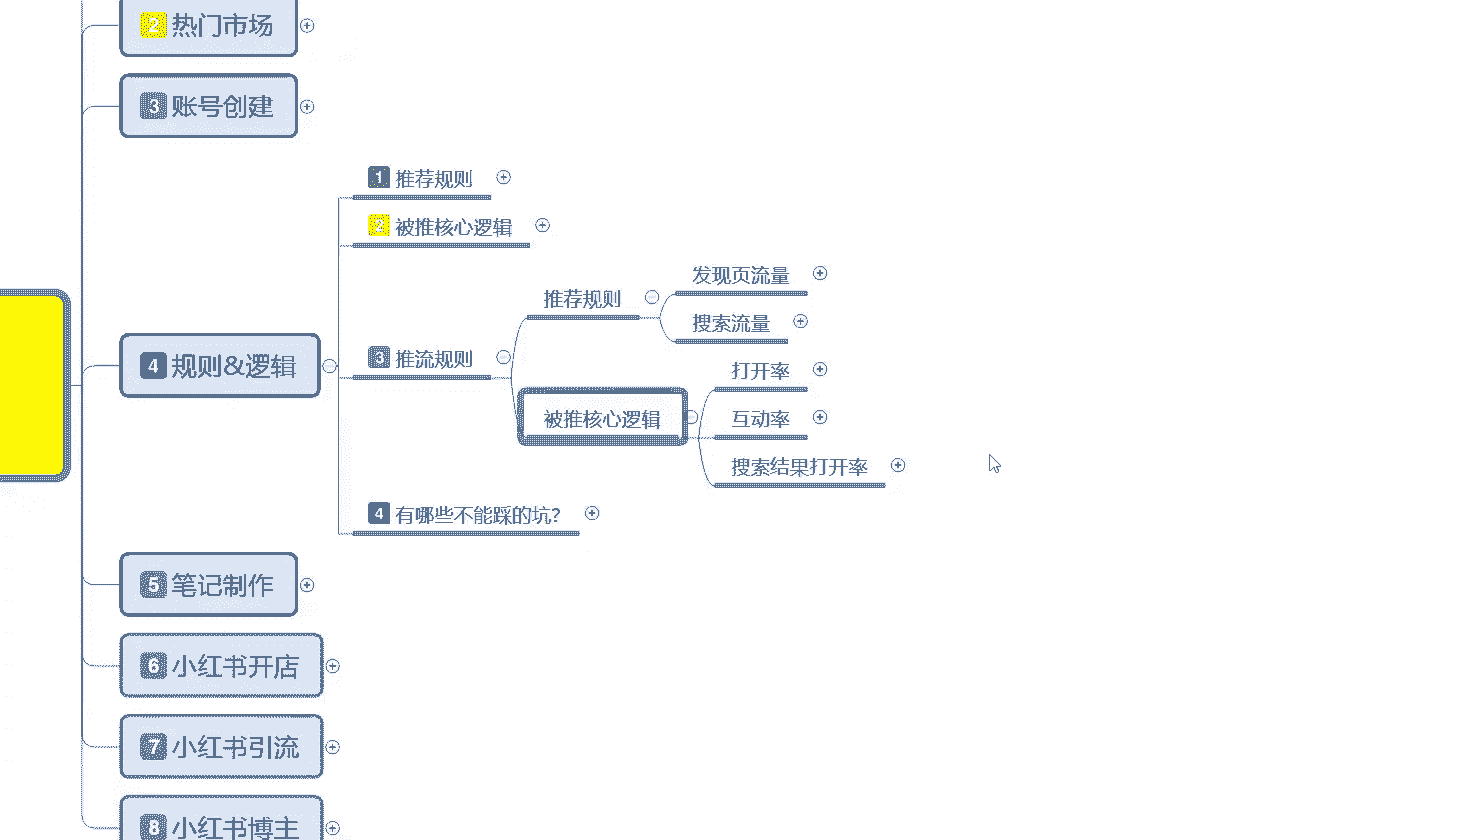 2 热门市场
3 账号创建
4 规则&逻辑
1 推荐规则
2 被推核心逻辑
3 推流规则
推荐规则
发现页流量
搜索流量
被推核心逻辑
打开率
互动率
搜索结果打开率
4 有哪些不能踩的坑?
5 笔记制作
6 小红书开店
7 小红书引流
8 小红书博主